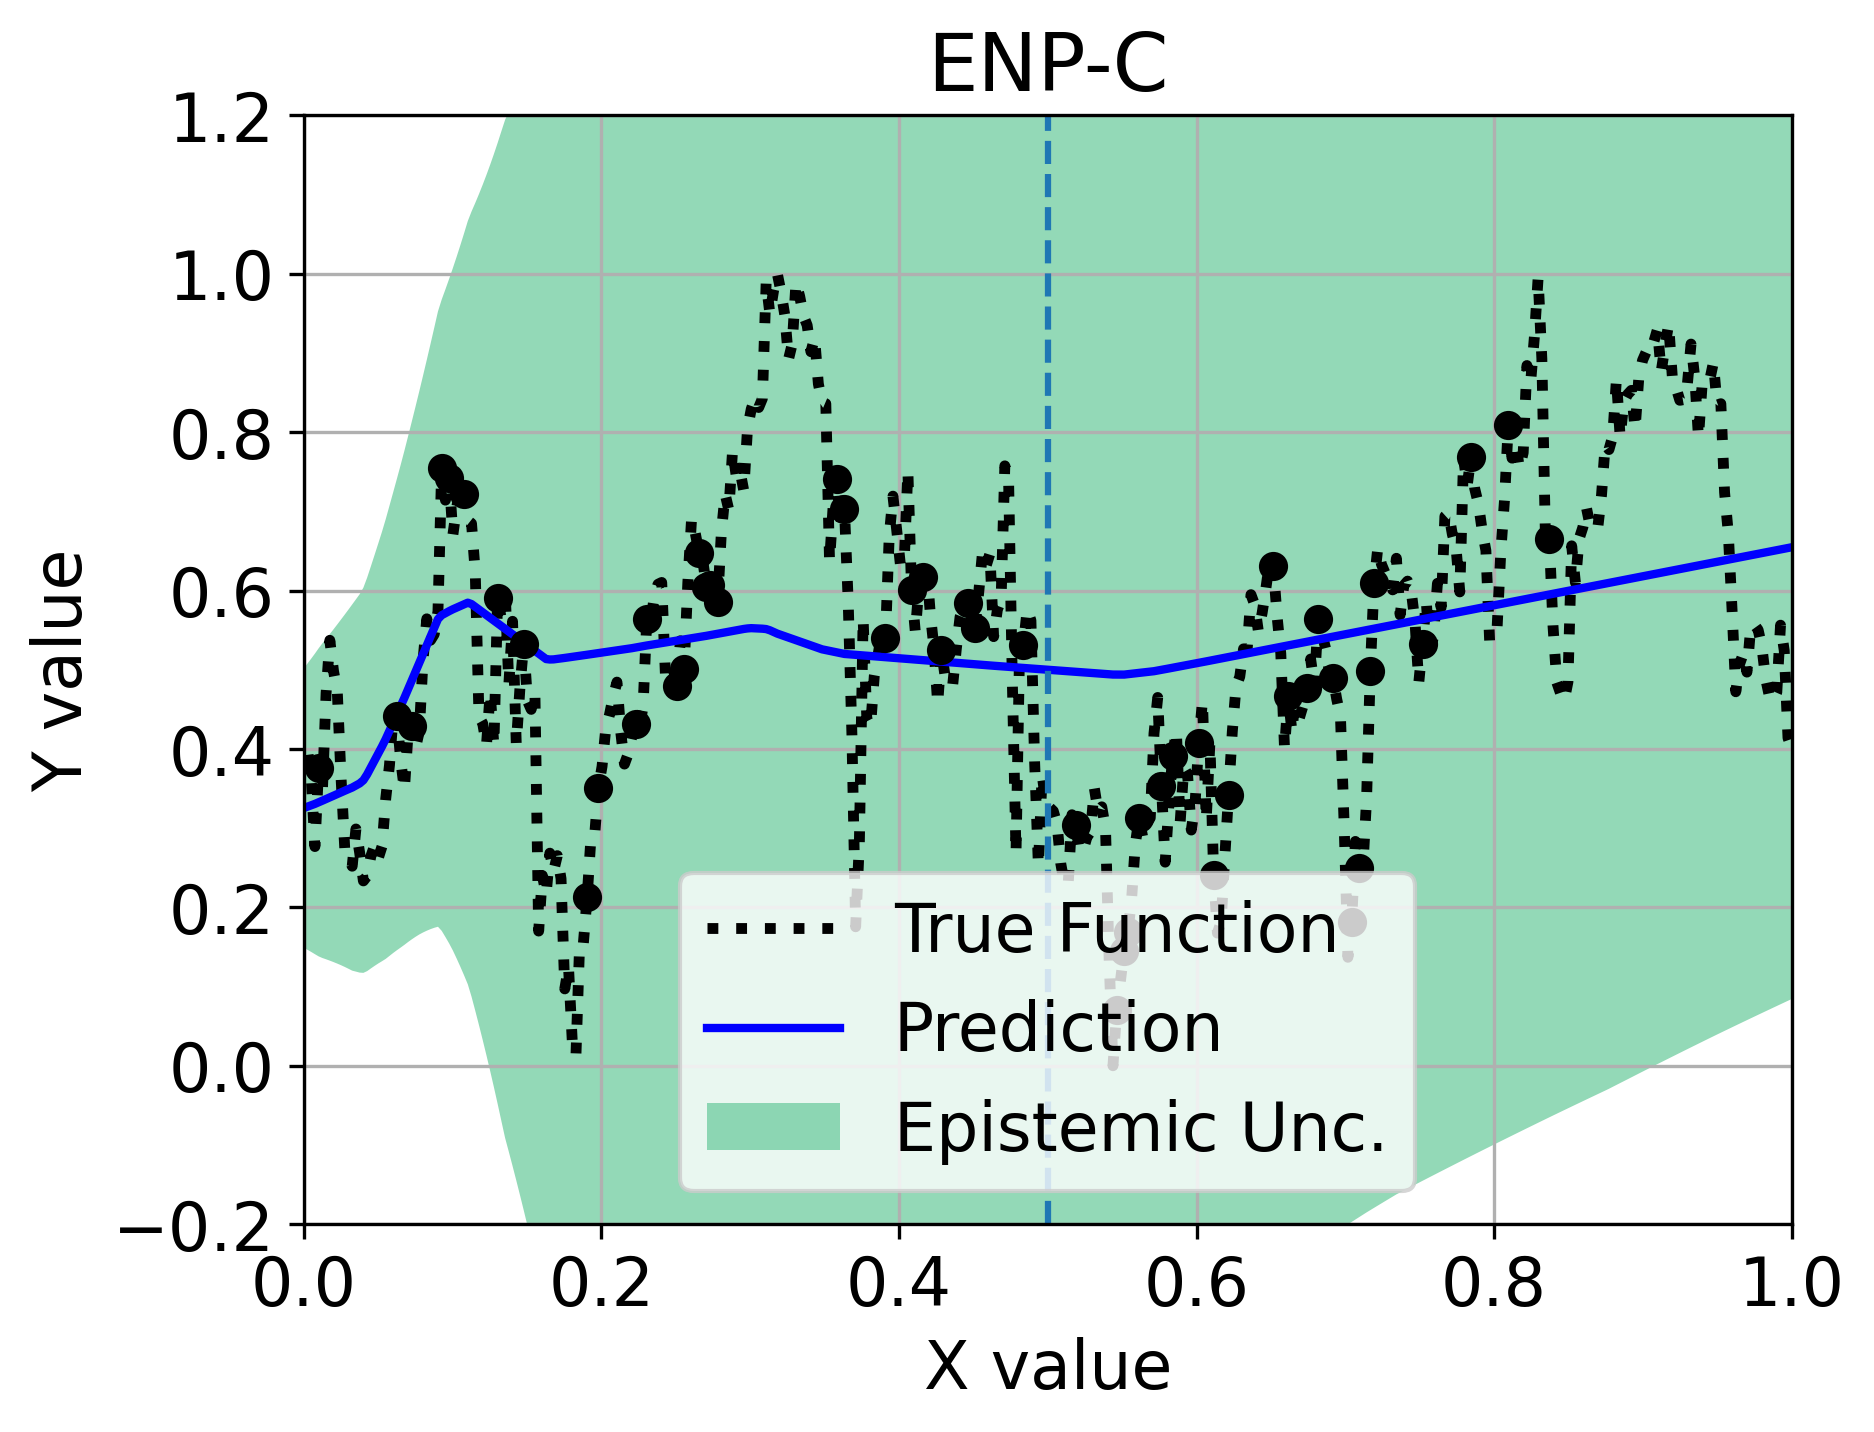 ENP-C
1.2
1.0
0.8
0.6
0.4
0.2
0.0
−0.2
Y value
True Function
Prediction
Epistemic Unc.
0.0 0.2 0.4 0.6 0.8 1.0
X value